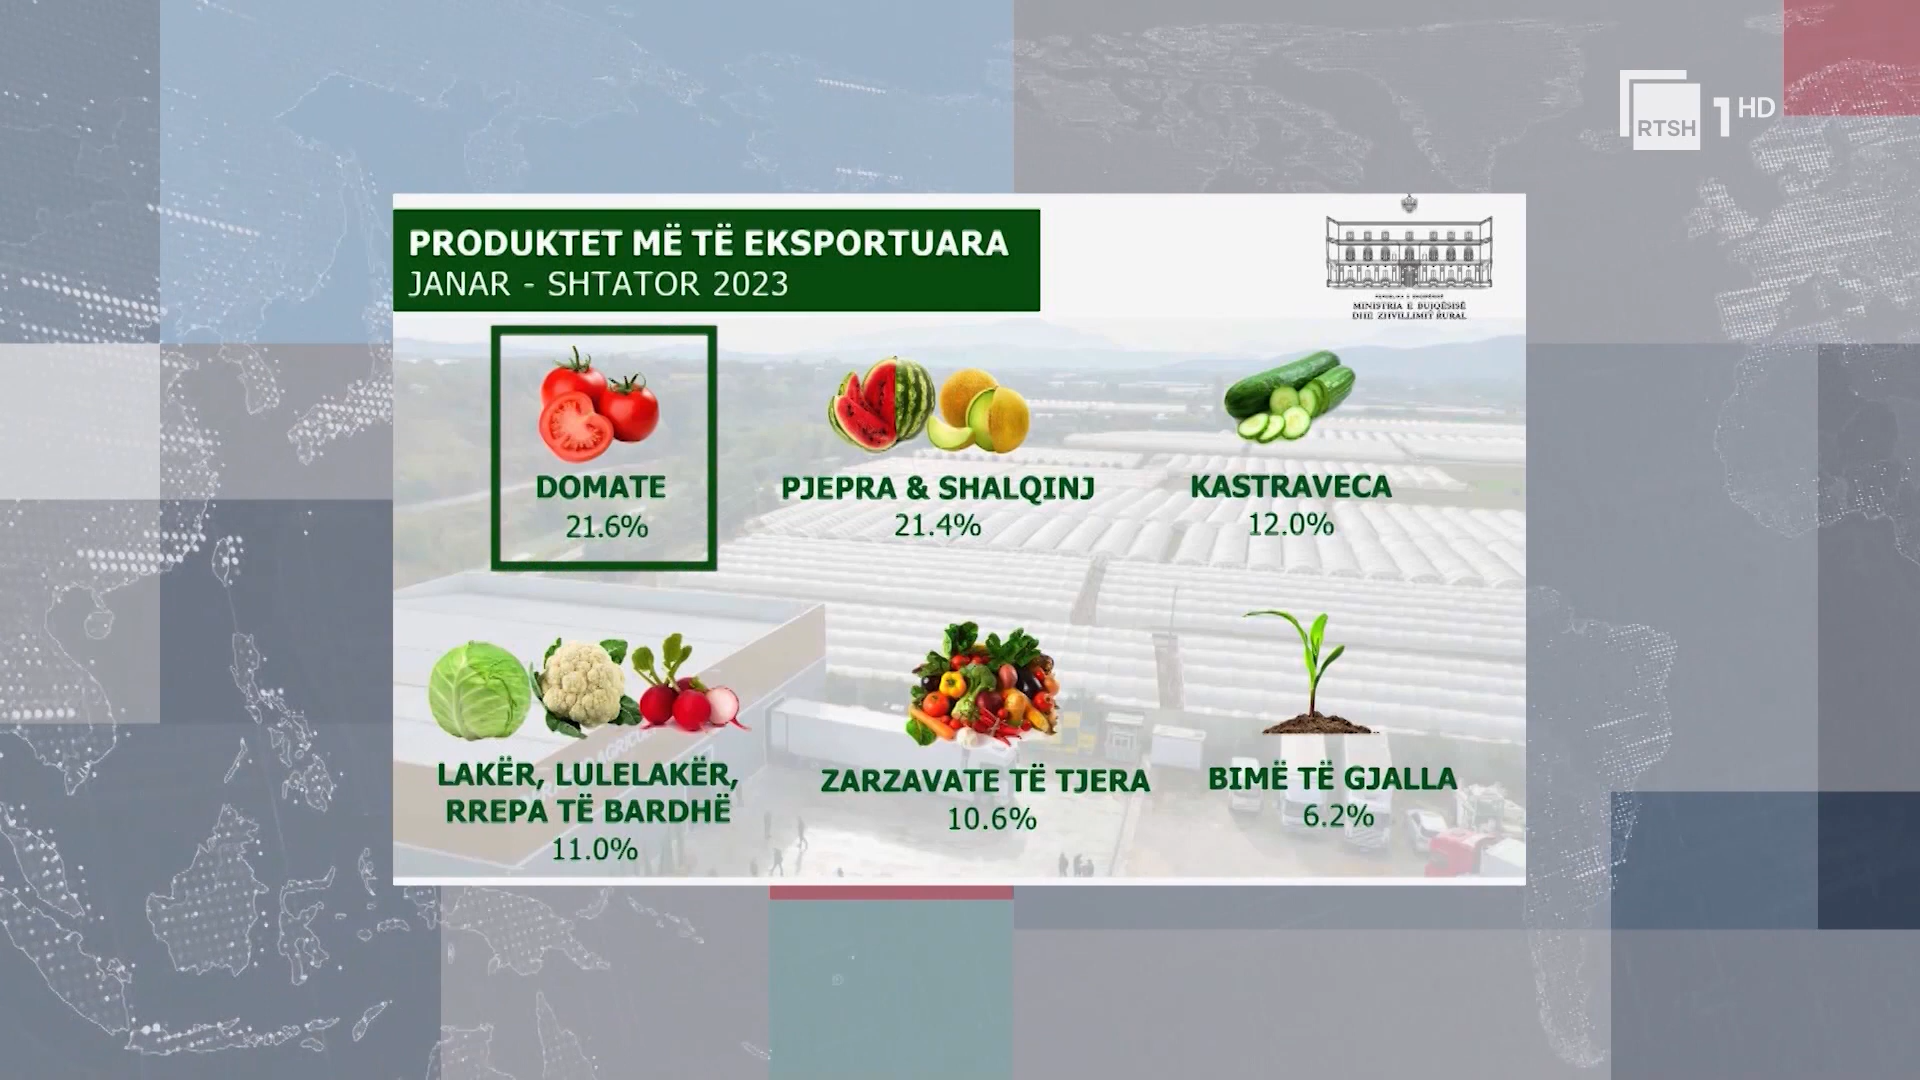 RTSH 1 HD
PRODUKTET MË TË EKSPORTUARA
JANAR - SHTATOR 2023
REPUBLIKA E SHQIPËRISË
MINISTRIA E BUJQËSISË
DHE ZHVILLIMIT RURAL
DOMATE
21.6%
PJEPRA & SHALQINJ
21.4%
KASTRAVECA
12.0%
LAKËR, LULELAKËR,
RREPA TË BARDHË
11.0%
ZARZAVATE TË TJERA
10.6%
BIMË TË GJALLA
6.2%